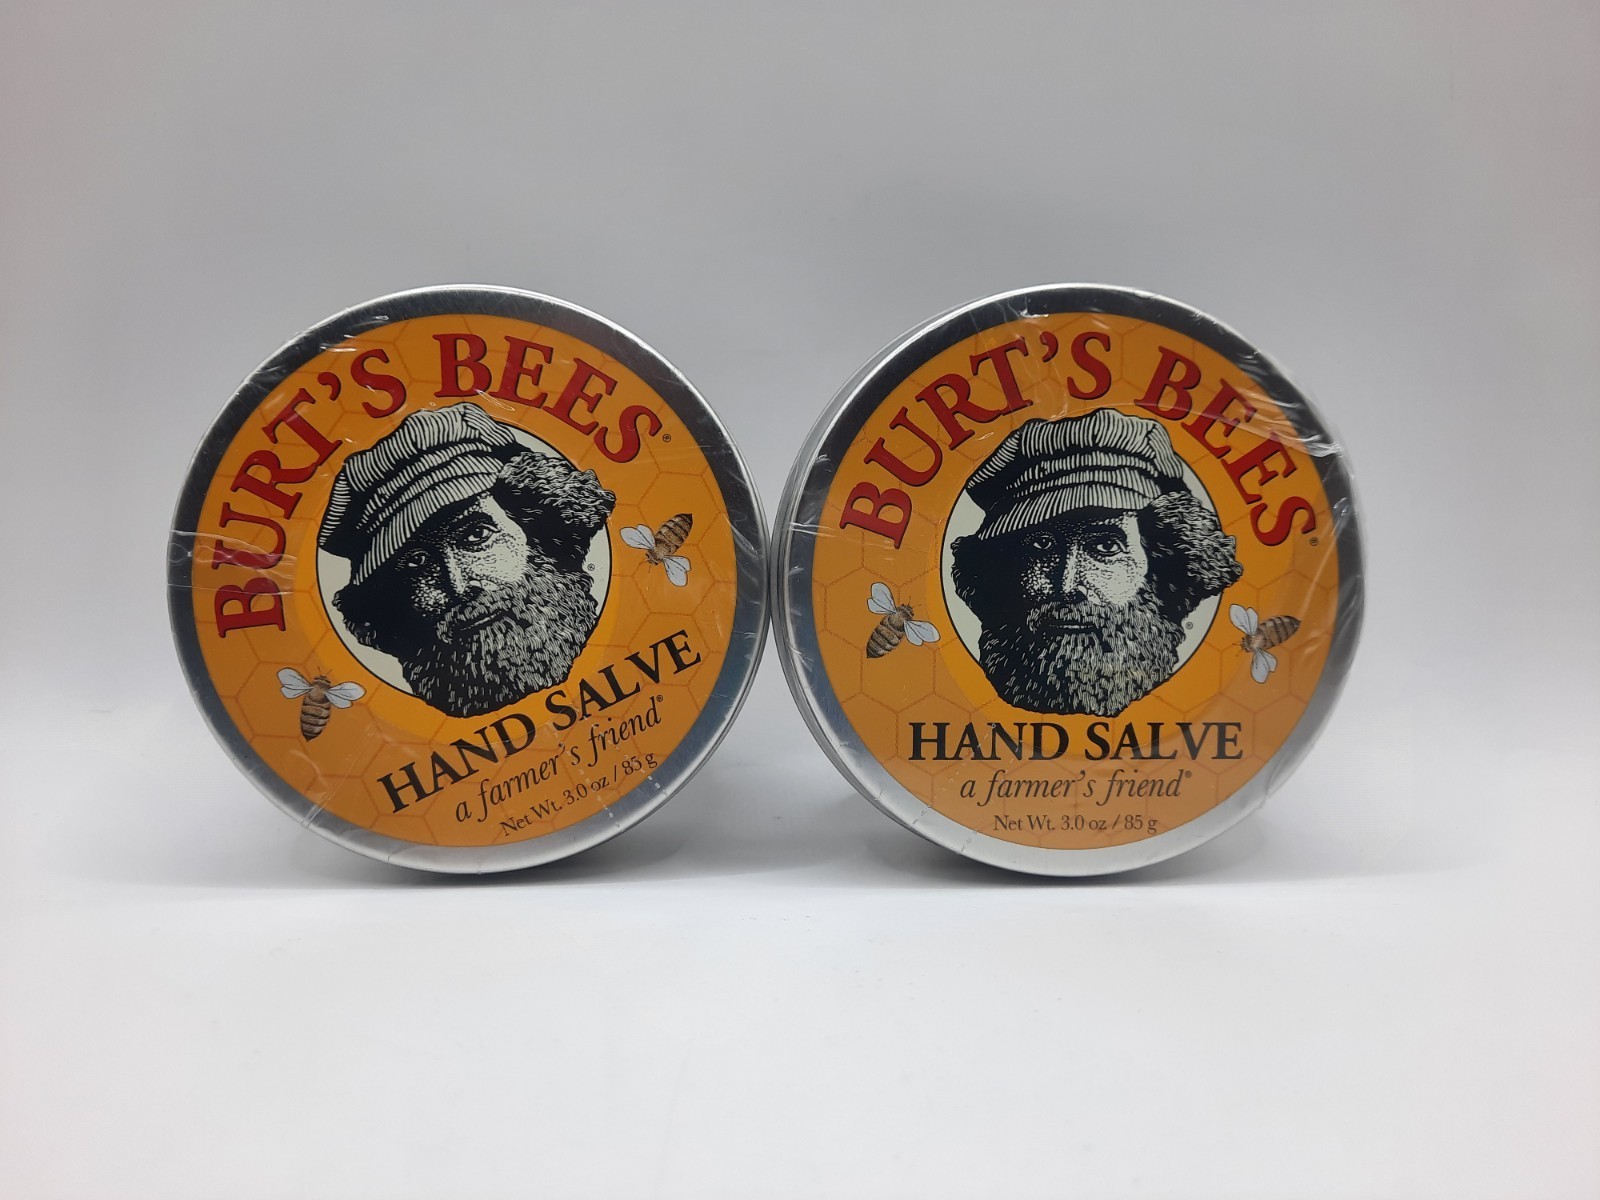 BURT'S BEES®
HAND SALVE
a farmer's friend®
Net Wt. 3.0 oz / 85 g
BURT'S BEES®
HAND SALVE
a farmer's friend®
Net Wt. 3.0 oz / 85 g